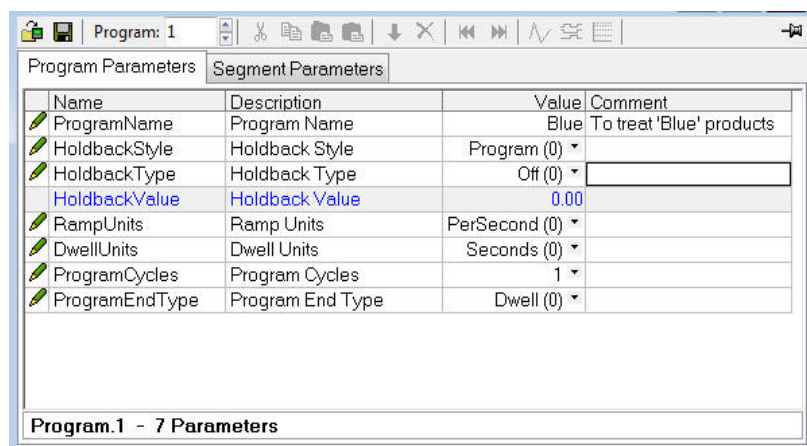 Program: 1
Program Parameters Segment Parameters
Name Description Value Comment
ProgramName Program Name Blue To treat 'Blue' products
HoldbackStyle Holdback Style Program (0)
HoldbackType Holdback Type Off (0)
HoldbackValue Holdback Value 0.00
RampUnits Ramp Units PerSecond (0)
DwellUnits Dwell Units Seconds (0)
ProgramCycles Program Cycles 1
ProgramEndType Program End Type Dwell (0)
Program.1 - 7 Parameters